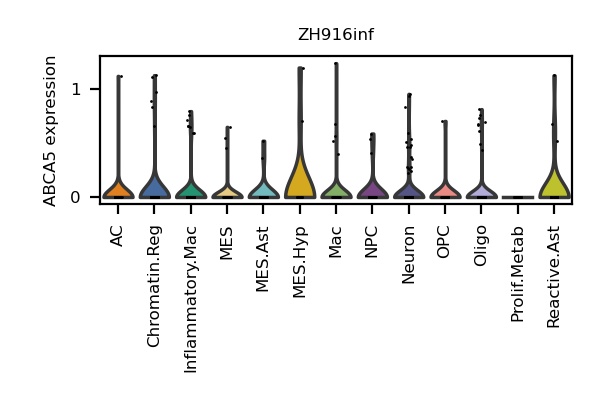 ZH916inf
ABCA5 expression
1
0
AC
Chromatin.Reg
Inflammatory.Mac
MES
MES.Ast
MES.Hyp
Mac
NPC
Neuron
OPC
Oligo
Prolif.Metab
Reactive.Ast